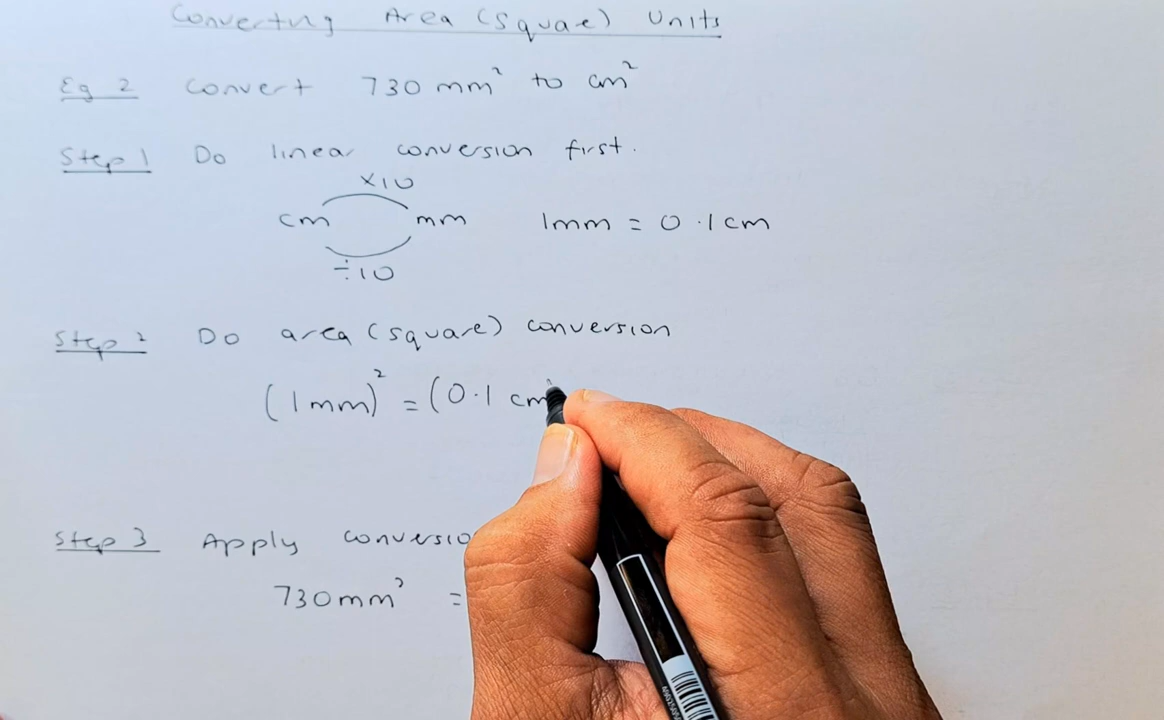 Converting Area (Square) Units
Eg 2 Convert 730 mm² to cm²
Step 1 Do linear conversion first.
×10
cm mm 1mm = 0.1cm
÷10
Step 2 Do area (square) conversion
(1mm)² = (0.1 cm
Step 3 Apply conversio
730mm² =